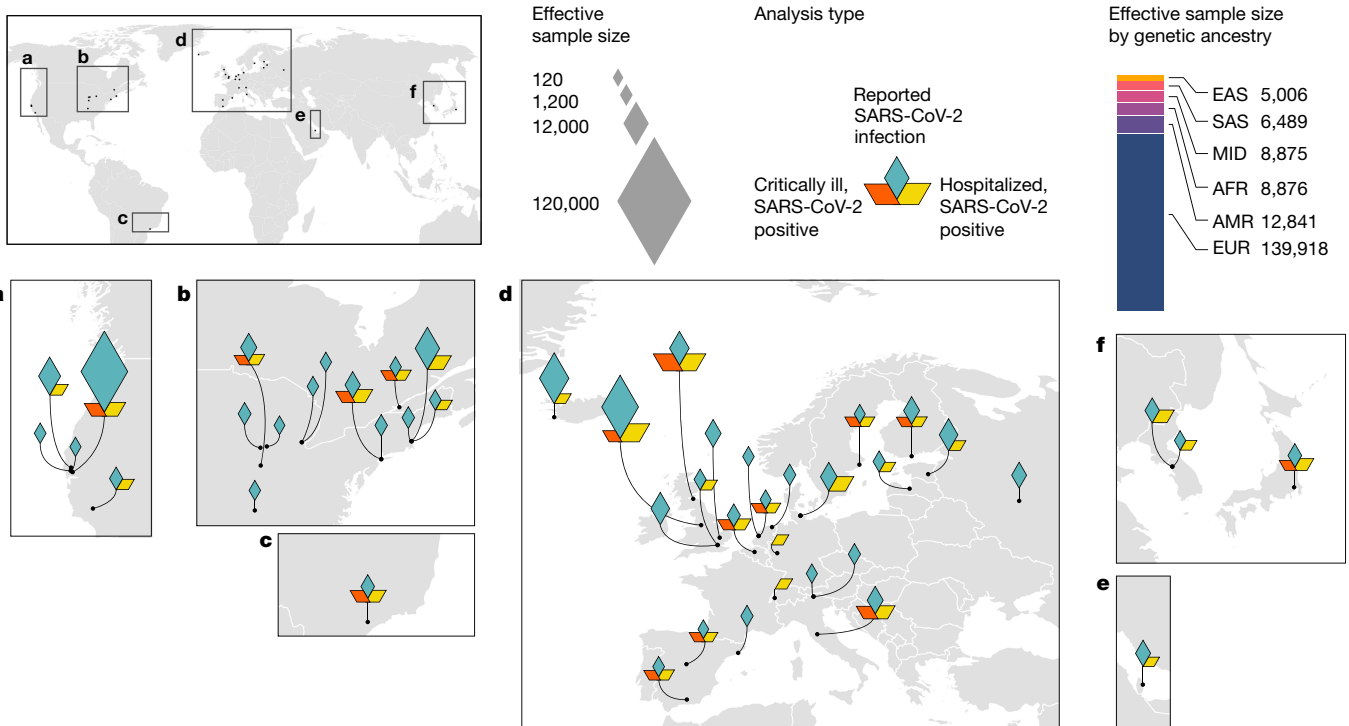 a
b
c
d
e
f
Effective
sample size
120
1,200
12,000
120,000
Analysis type
Reported
SARS-CoV-2
infection
Critically ill,
SARS-CoV-2
positive
Hospitalized,
SARS-CoV-2
positive
Effective sample size
by genetic ancestry
EAS 5,006
SAS 6,489
MID 8,875
AFR 8,876
AMR 12,841
EUR 139,918
a
b
c
d
f
e